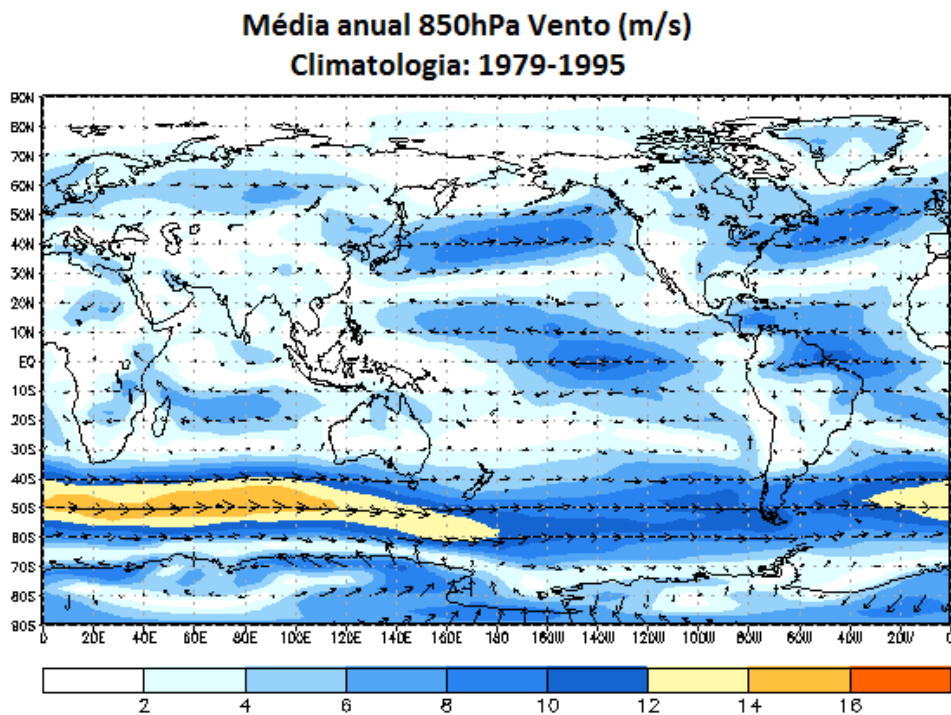 Média anual 850hPa Vento (m/s)
Climatologia: 1979-1995
90N
80N
70N
60N
50N
40N
30N
20N
10N
EQ
10S
20S
30S
40S
50S
60S
70S
80S
90S
0 20E 40E 60E 80E 100E 120E 140E 160E 180 160W 140W 120W 100W 80W 60W 40W 20W 0
2 4 6 8 10 12 14 16